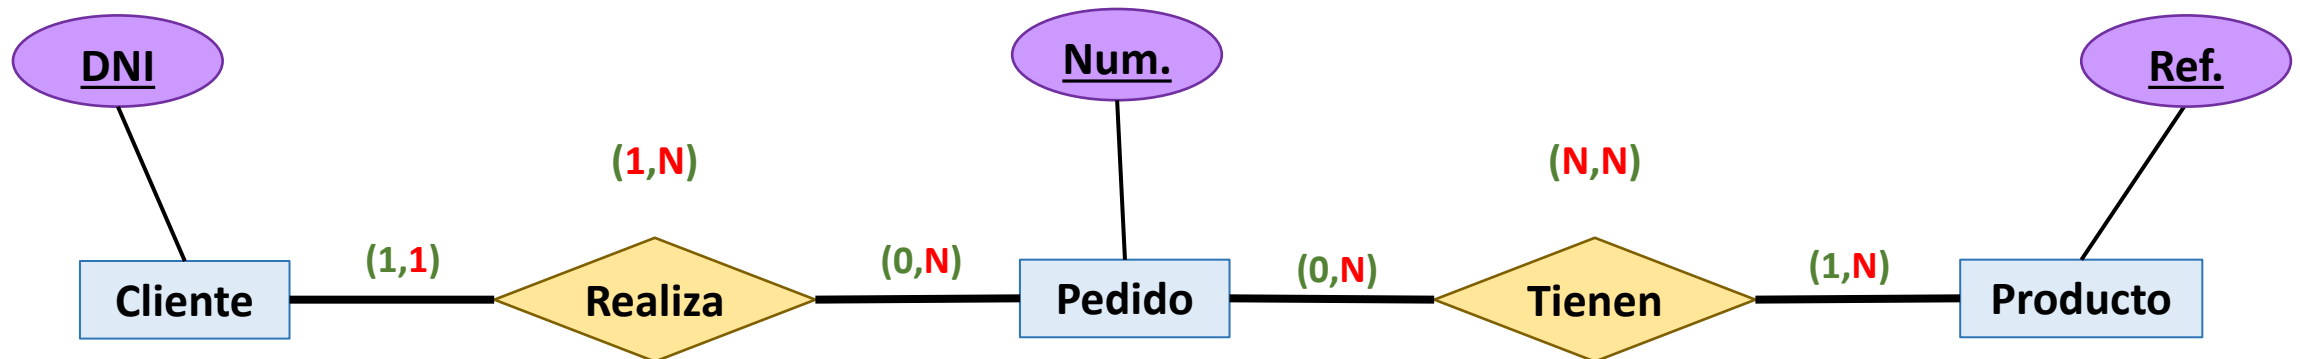 DNI
Num.
Ref.
(1,N)
(N,N)
(1,1)
(0,N)
(0,N)
(1,N)
Cliente
Realiza
Pedido
Tienen
Producto